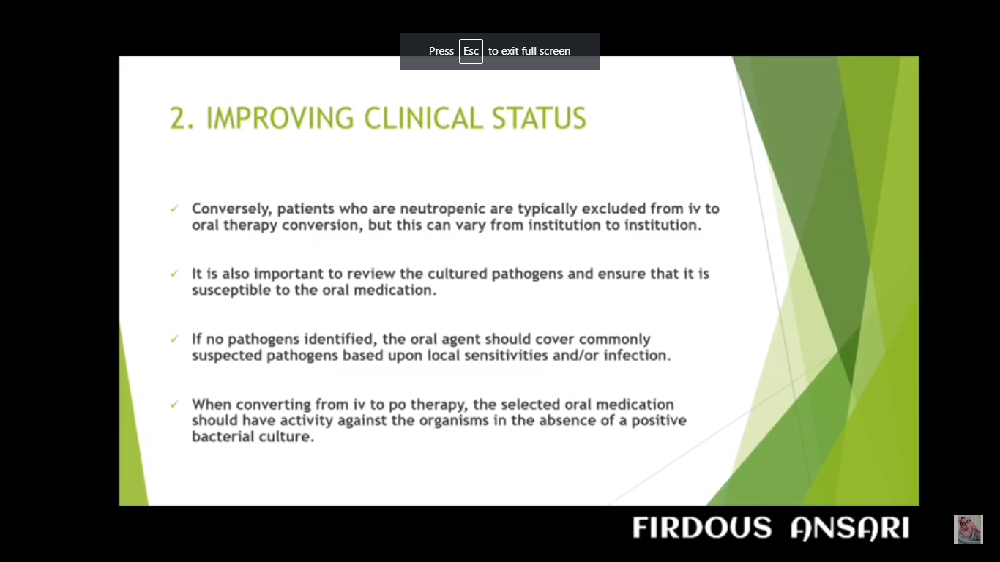 Press Esc to exit full screen
2. IMPROVING CLINICAL STATUS
✓ Conversely, patients who are neutropenic are typically excluded from iv to
oral therapy conversion, but this can vary from institution to institution.
✓ It is also important to review the cultured pathogens and ensure that it is
susceptible to the oral medication.
✓ If no pathogens identified, the oral agent should cover commonly
suspected pathogens based upon local sensitivities and/or infection.
✓ When converting from iv to po therapy, the selected oral medication
should have activity against the organisms in the absence of a positive
bacterial culture.
FIRDOUS ANSARI